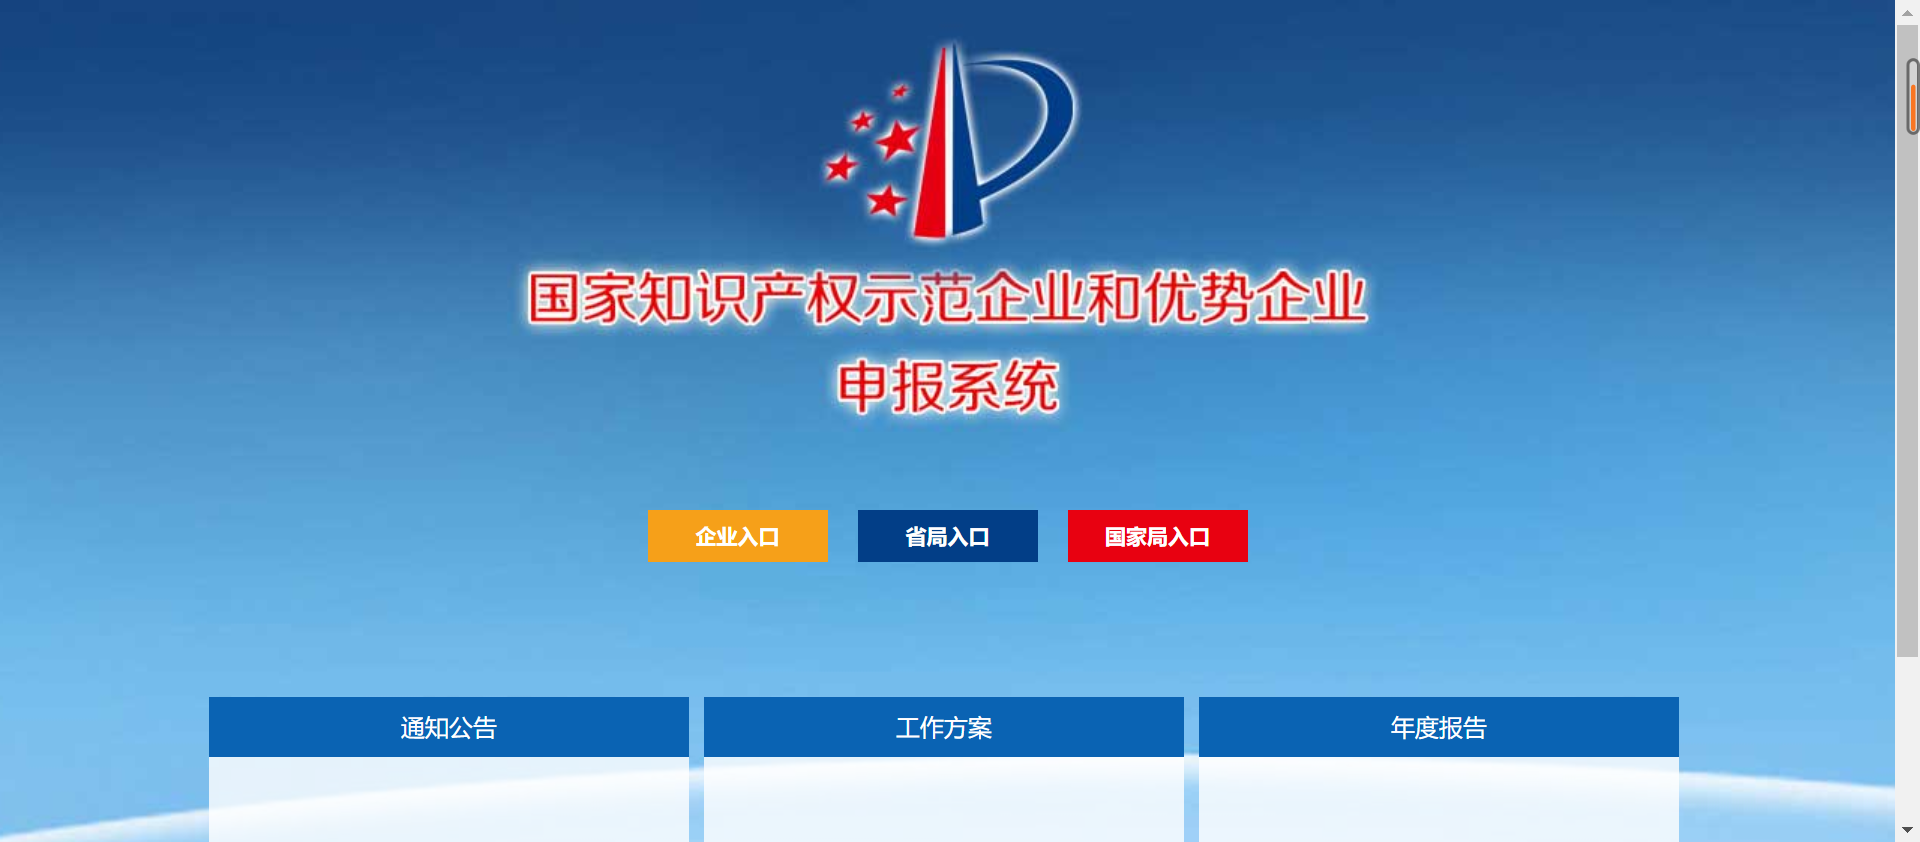 国家知识产权示范企业和优势企业
申报系统
企业入口
省局入口
国家局入口
通知公告
工作方案
年度报告